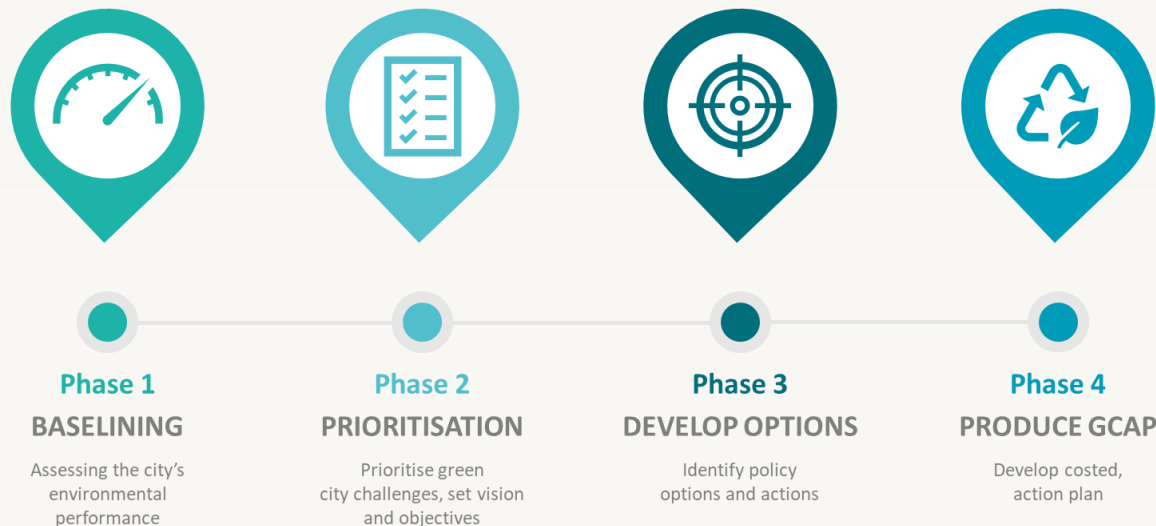 Phase 1
BASELINING
Assessing the city's
environmental
performance
Phase 2
PRIORITISATION
Prioritise green
city challenges, set vision
and objectives
Phase 3
DEVELOP OPTIONS
Identify policy
options and actions
Phase 4
PRODUCE GCAP
Develop costed,
action plan